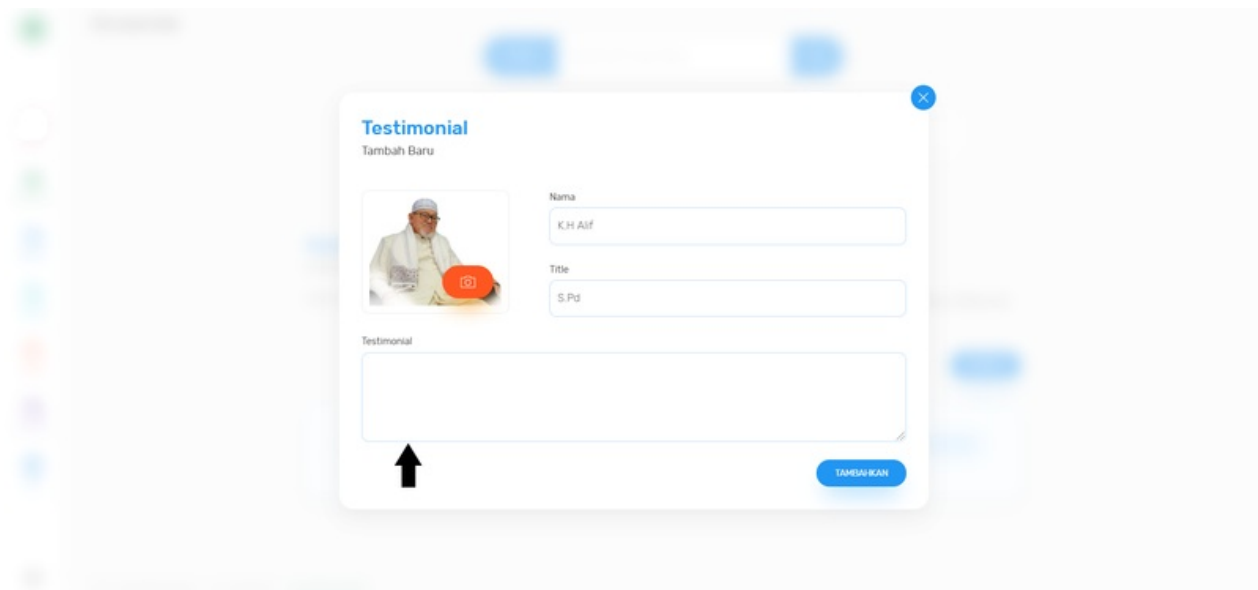 Testimonial
Tambah Baru
Nama
K.H Alif
Title
S.Pd
Testimonial
TAMBAHKAN